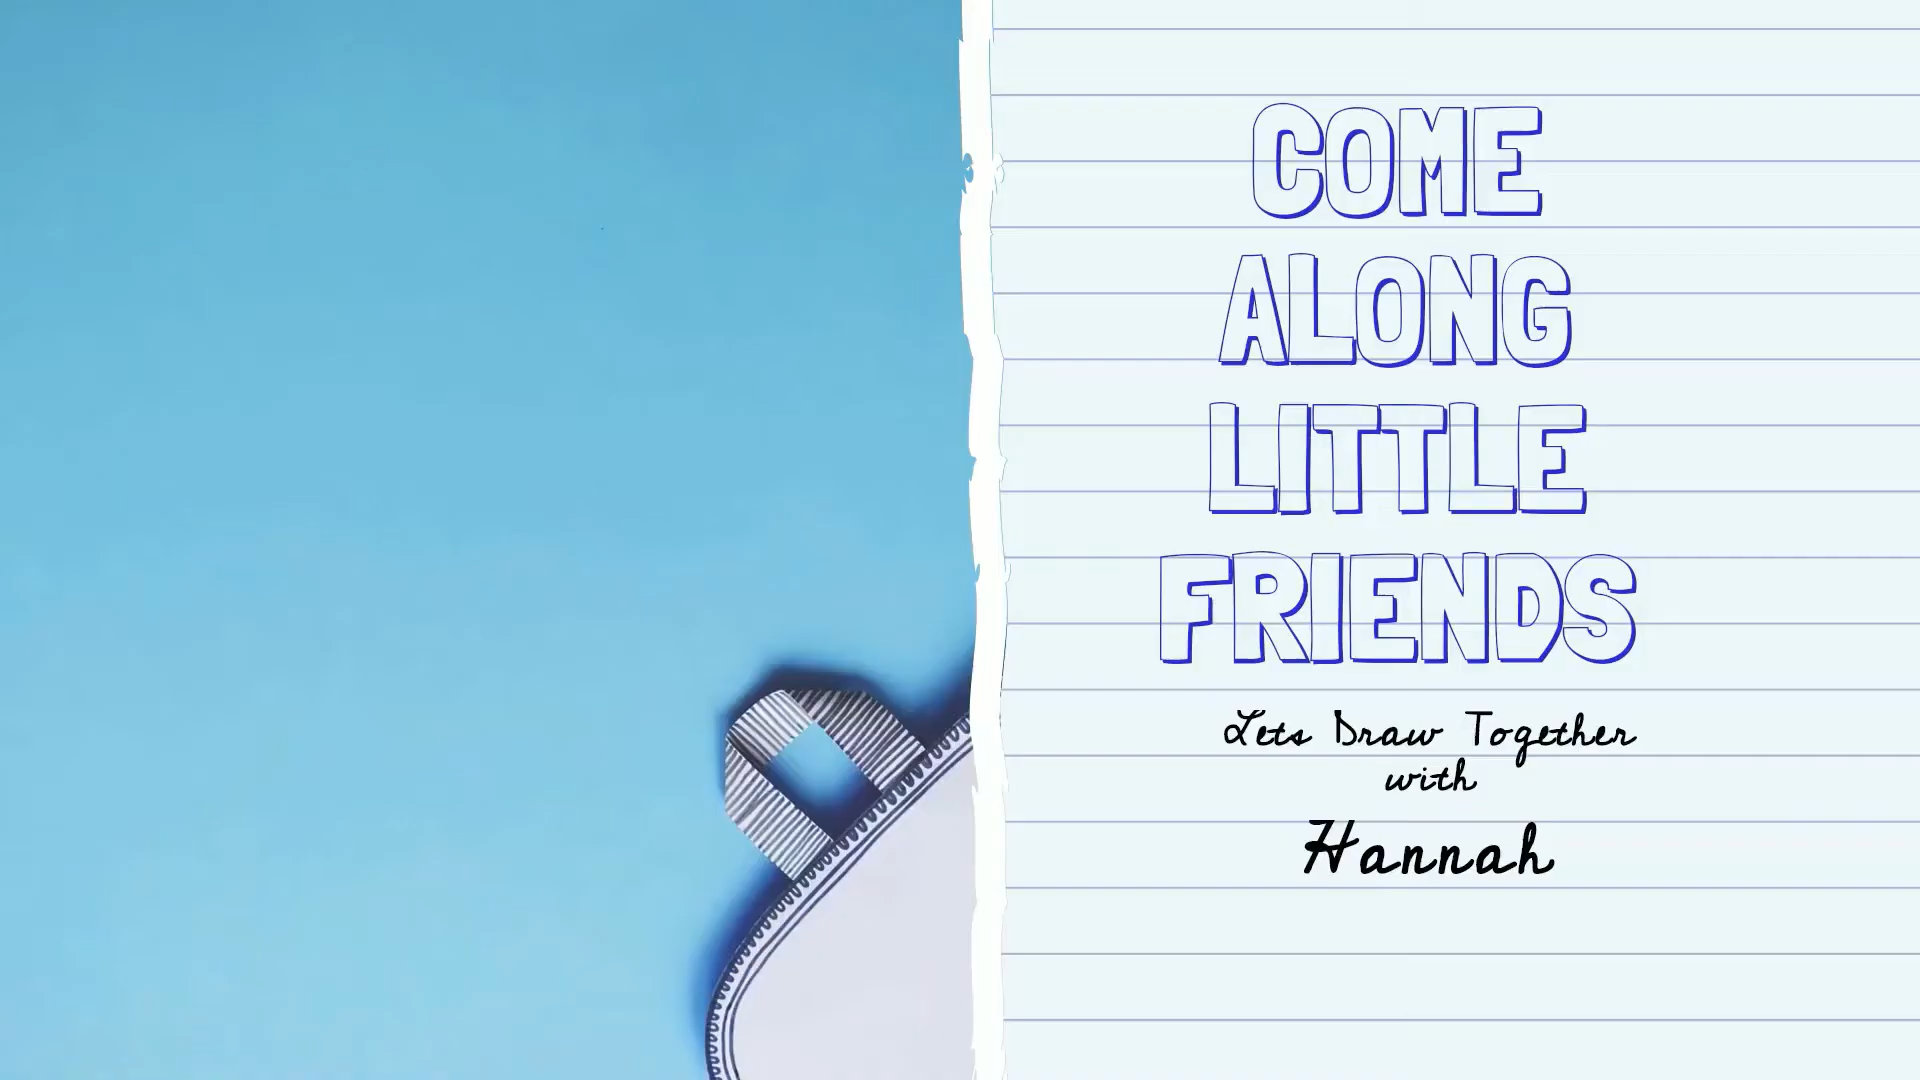 COME
ALONG
LITTLE
FRIENDS
Lets Draw Together
with
Hannah